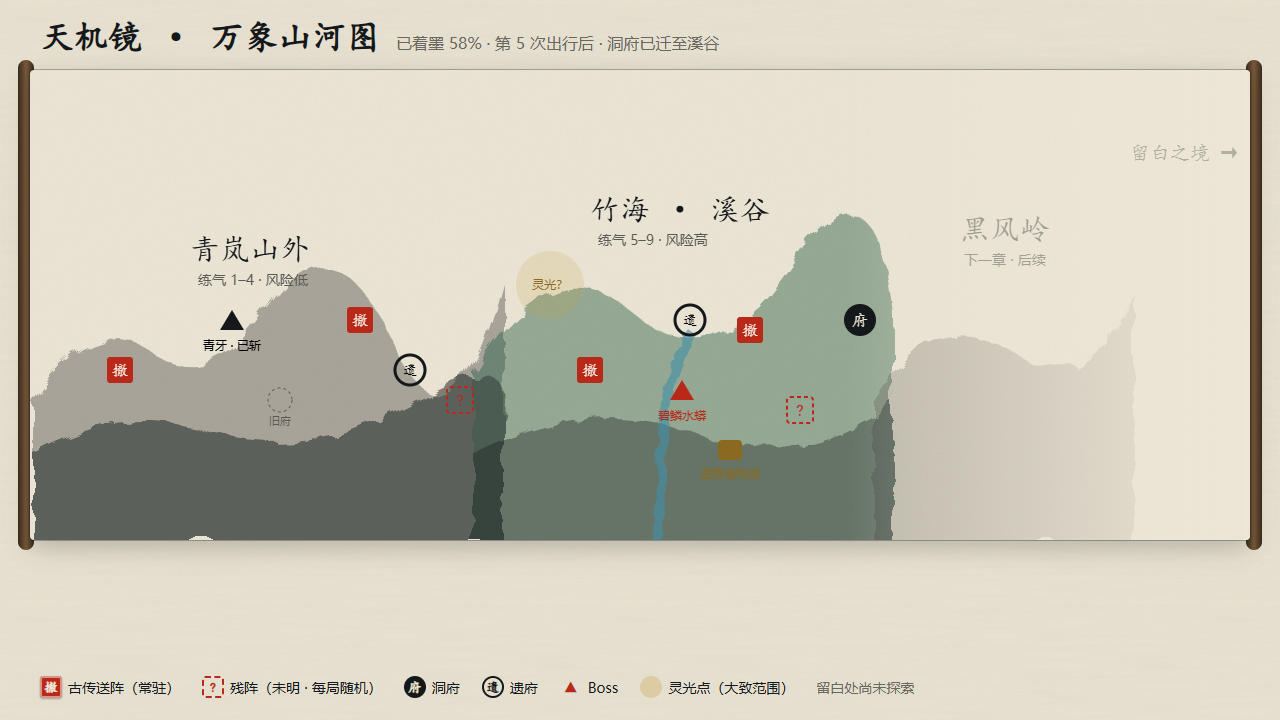 天机镜 · 万象山河图 已着墨 58% · 第 5 次出行后 · 洞府已迁至溪谷
留白之境 →
竹海 · 溪谷
炼气 5–9 · 风险高
黑风岭
下一章 · 后续
青岚山外
炼气 1–4 · 风险低
灵光?
青牙 · 已斩
撤
撤
遗
撤
府
遗
撤
?
旧府
碧鳞水蟒
?
撤 古传送阵（常驻）
? 残阵（未明 · 每局随机）
府 洞府
遗 遗府
Boss
灵光点（大致范围）
留白处尚未探索